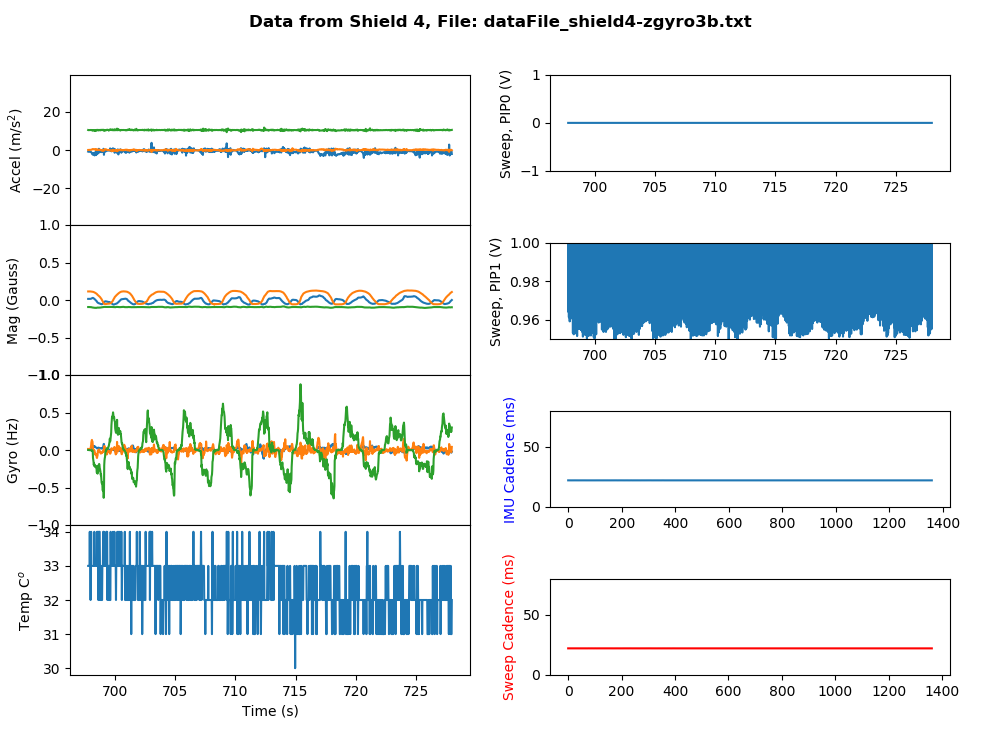 Data from Shield 4, File: dataFile_shield4-zgyro3b.txt
Accel (m/s²)
20
0
−20
Mag (Gauss)
1.0
0.5
0.0
−0.5
−1.0
Gyro (Hz)
1.0
0.5
0.0
−0.5
−1.0
Temp C°
34
33
32
31
30
700 705 710 715 720 725
Time (s)
Sweep, PIP0 (V)
1
0
−1
700 705 710 715 720 725
Sweep, PIP1 (V)
1.00
0.98
0.96
700 705 710 715 720 725
IMU Cadence (ms)
50
0
0 200 400 600 800 1000 1200 1400
Sweep Cadence (ms)
50
0
0 200 400 600 800 1000 1200 1400